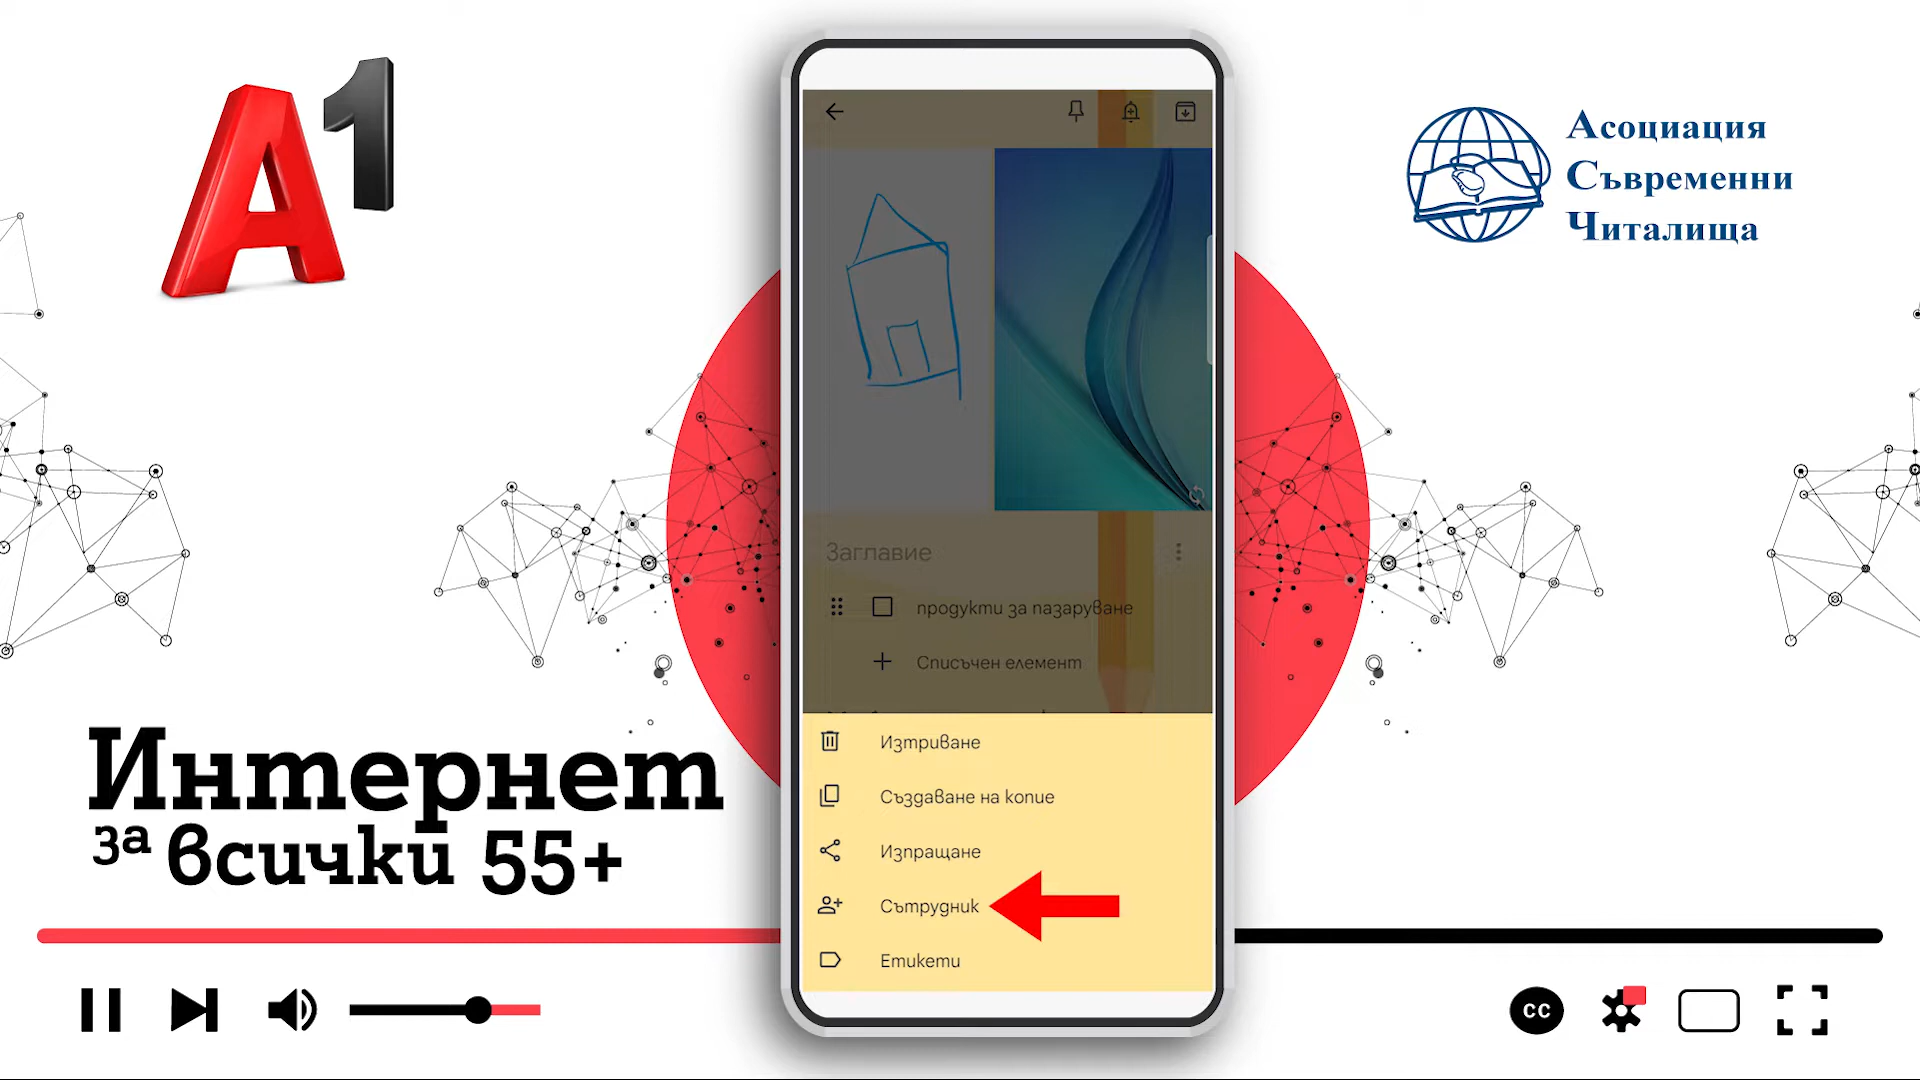 A1
Асоциация
Съвременни
Читалища
Заглавие
продукти за пазаруване
Списъчен елемент
Изтриване
Създаване на копие
Изпращане
Сътрудник
Етикети
Интернет
за всички 55+
CC